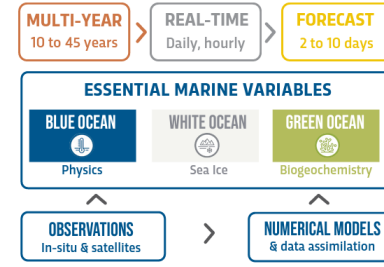 MULTI-YEAR
10 to 45 years
REAL-TIME
Daily, hourly
FORECAST
2 to 10 days
ESSENTIAL MARINE VARIABLES
BLUE OCEAN
Physics
WHITE OCEAN
Sea Ice
GREEN OCEAN
Biogeochemistry
OBSERVATIONS
In-situ & satellites
NUMERICAL MODELS
& data assimilation